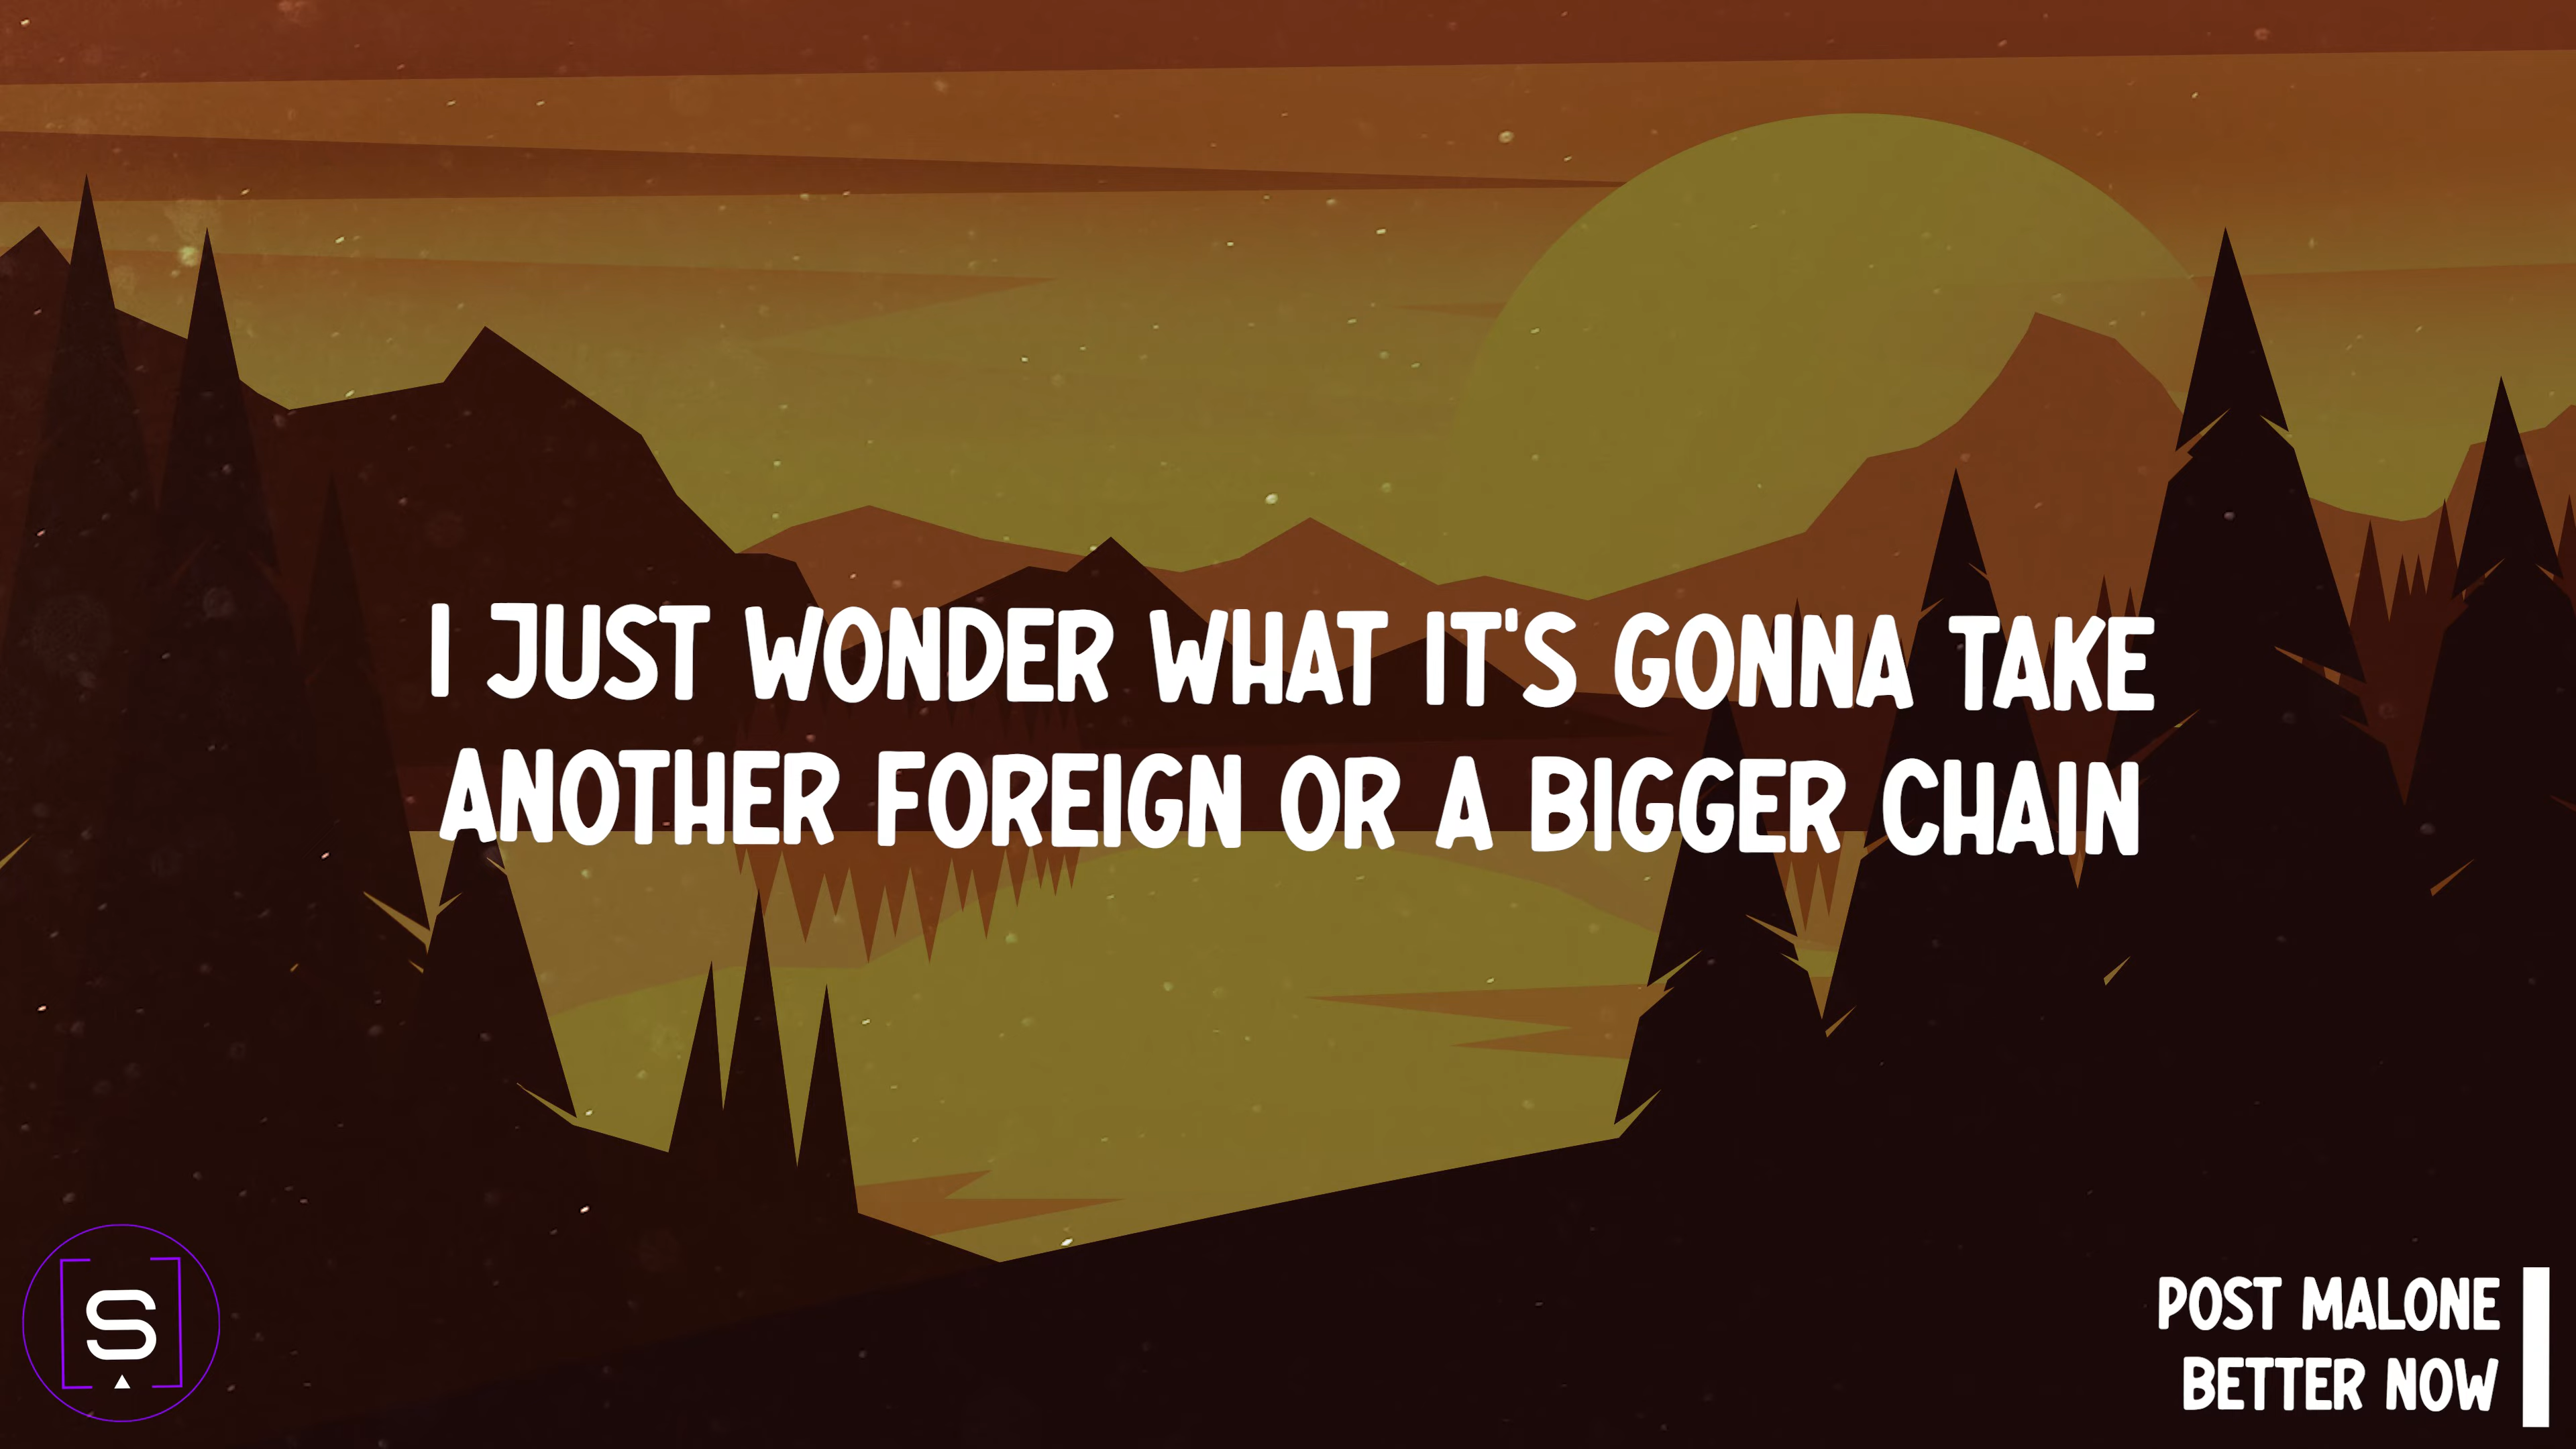 I JUST WONDER WHAT IT'S GONNA TAKE
ANOTHER FOREIGN OR A BIGGER CHAIN
S
POST MALONE
BETTER NOW